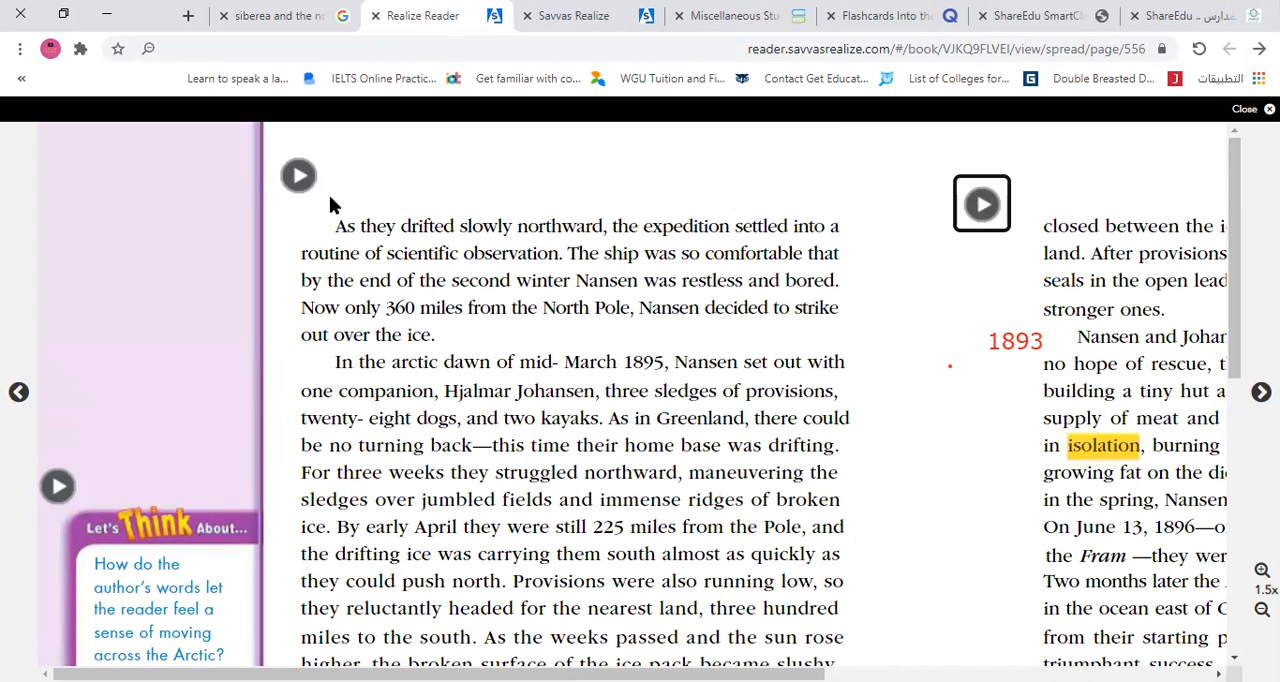 siberea and the no
Realize Reader
Savvas Realize
Miscellaneous Stu
Flashcards Into the
ShareEdu SmartCl
ShareEdu .. مدارس
reader.savvasrealize.com/#/book/VJKQ9FLVEI/view/spread/page/556
«
Learn to speak a la...
IELTS Online Practic...
Get familiar with co...
WGU Tuition and Fi...
Contact Get Educat...
List of Colleges for...
Double Breasted D...
التطبيقات
Close
As they drifted slowly northward, the expedition settled into a
routine of scientific observation. The ship was so comfortable that
by the end of the second winter Nansen was restless and bored.
Now only 360 miles from the North Pole, Nansen decided to strike
out over the ice.
In the arctic dawn of mid- March 1895, Nansen set out with
one companion, Hjalmar Johansen, three sledges of provisions,
twenty- eight dogs, and two kayaks. As in Greenland, there could
be no turning back—this time their home base was drifting.
For three weeks they struggled northward, maneuvering the
sledges over jumbled fields and immense ridges of broken
ice. By early April they were still 225 miles from the Pole, and
the drifting ice was carrying them south almost as quickly as
they could push north. Provisions were also running low, so
they reluctantly headed for the nearest land, three hundred
miles to the south. As the weeks passed and the sun rose
higher, the broken surface of the ice pack became slushy,
Let's Think About...
How do the
author's words let
the reader feel a
sense of moving
across the Arctic?
1893
closed between the i
land. After provisions
seals in the open lead
stronger ones.
Nansen and Johan
no hope of rescue, t
building a tiny hut a
supply of meat and
in isolation, burning
growing fat on the di
in the spring, Nansen
On June 13, 1896—o
the Fram —they wer
Two months later the
in the ocean east of G
from their starting p
triumphant success
1.5x